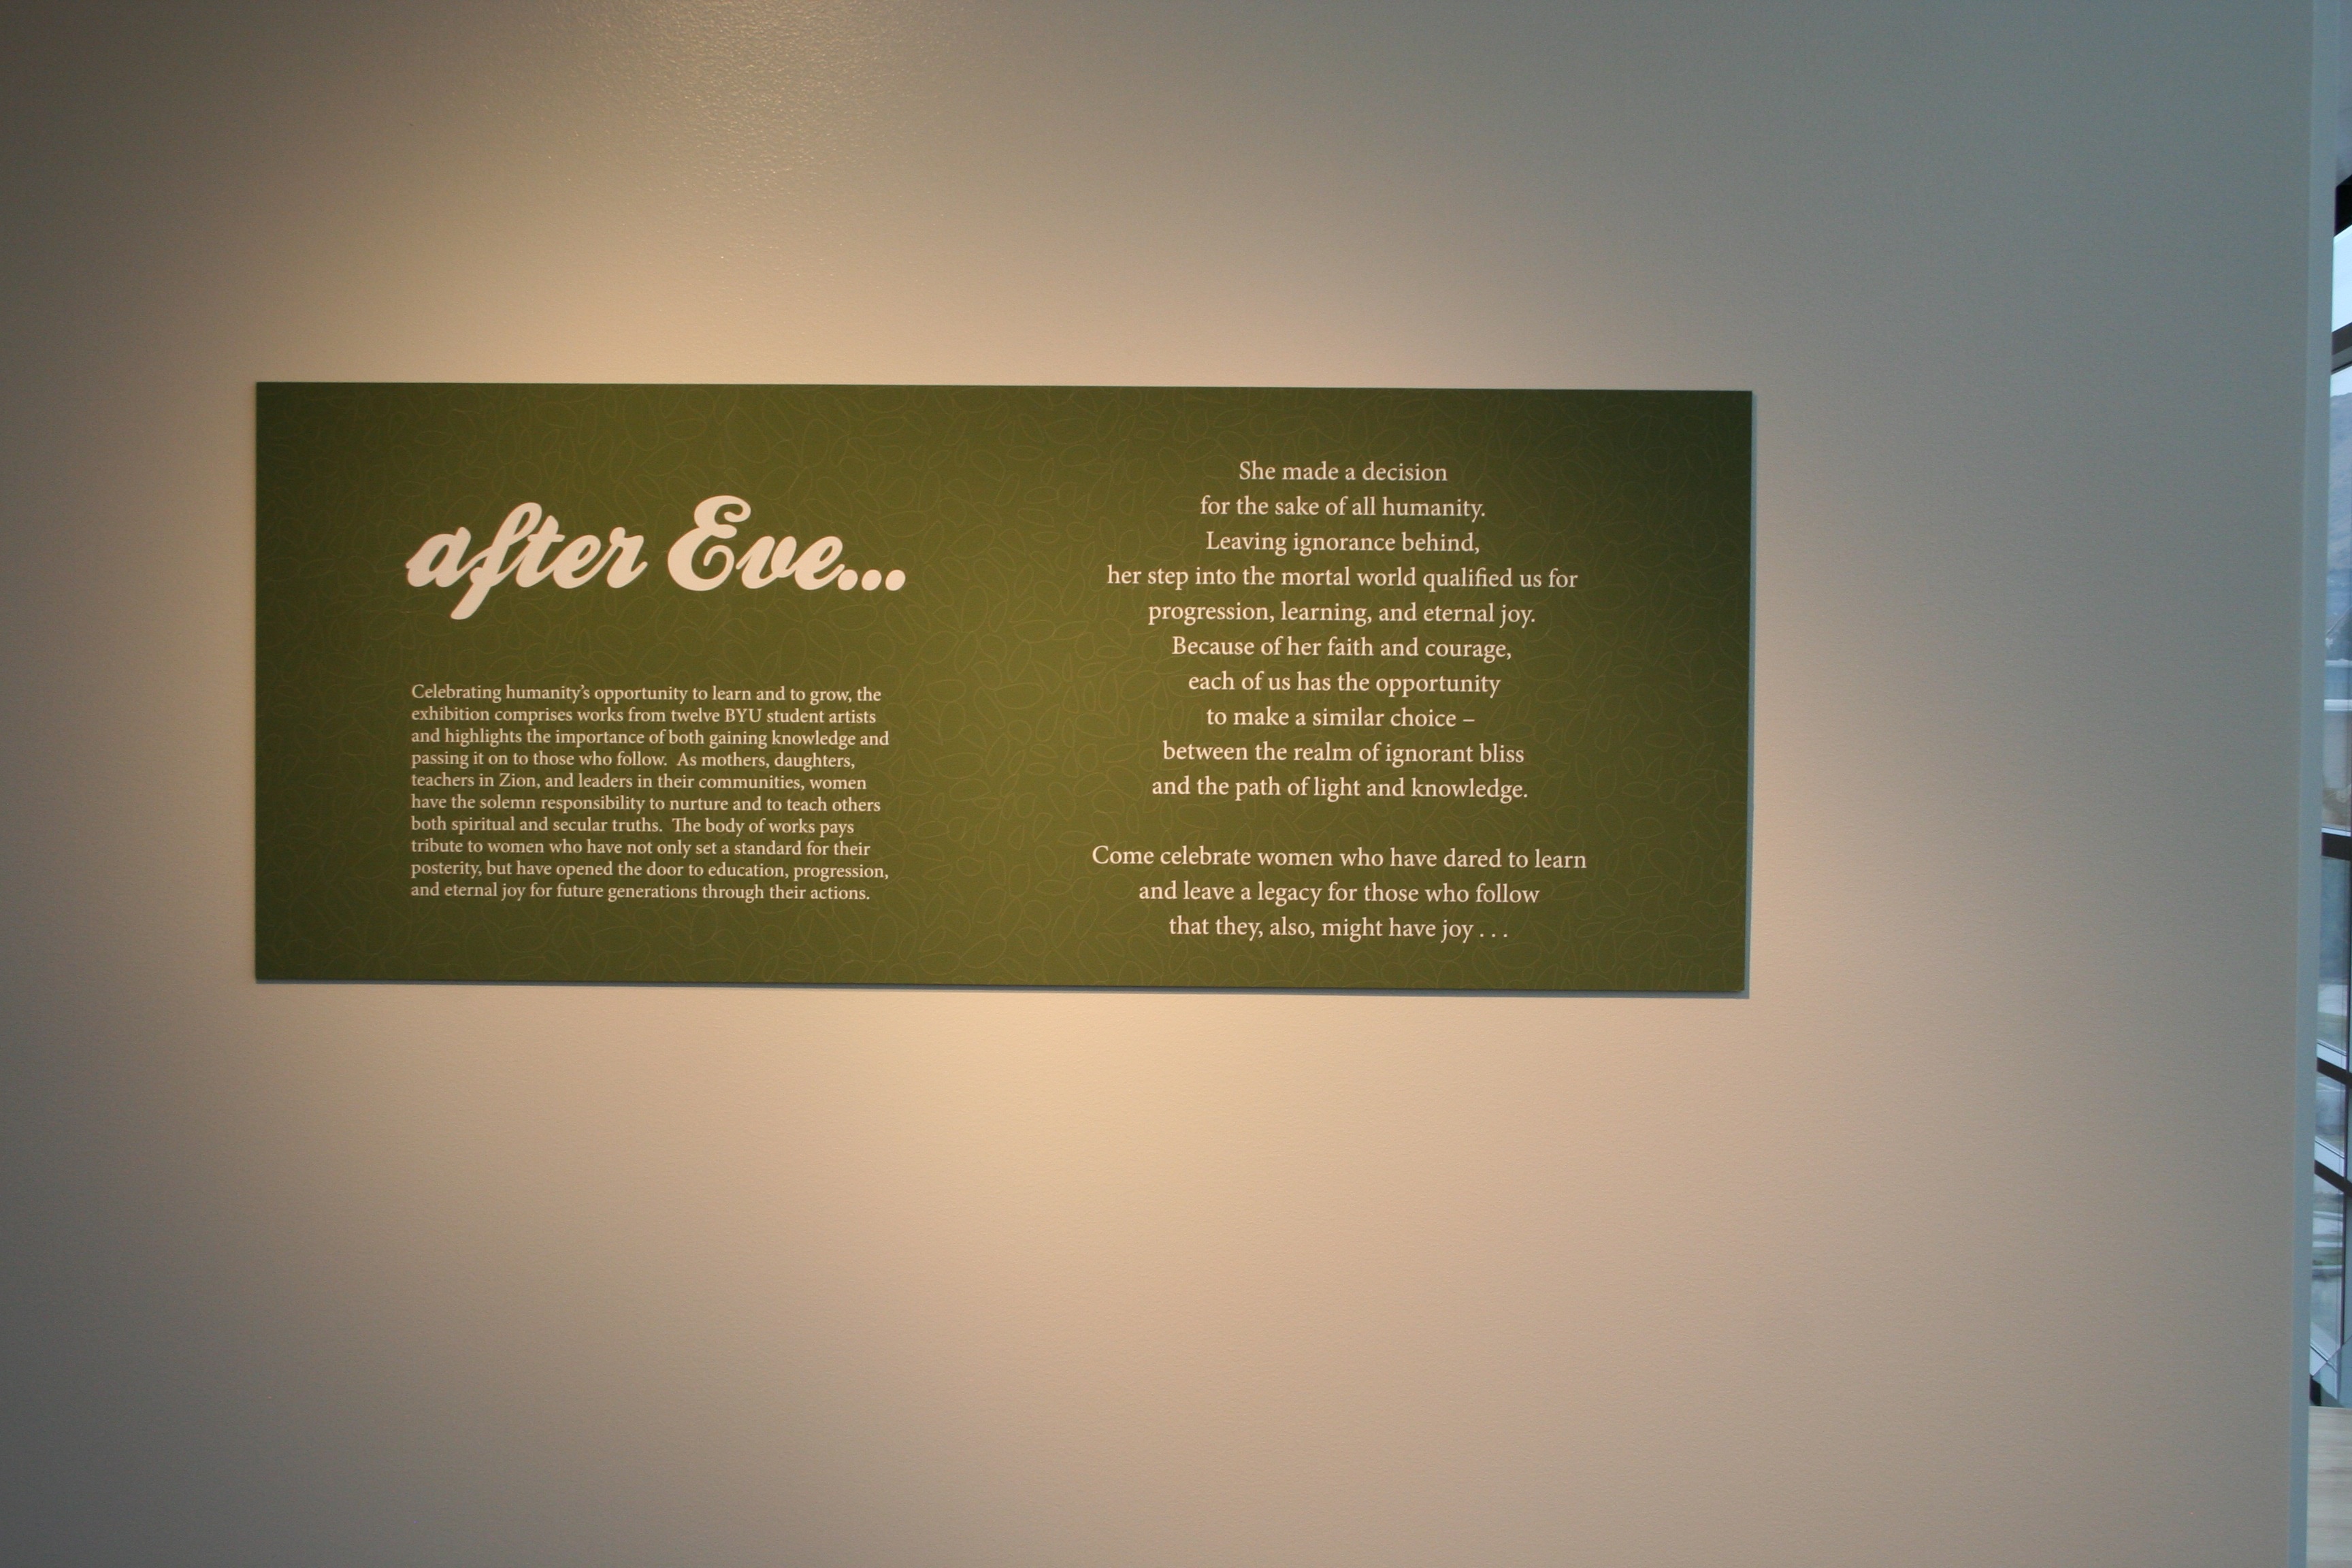 after Eve...
Celebrating humanity's opportunity to learn and to grow, the
exhibition comprises works from twelve BYU student artists
and highlights the importance of both gaining knowledge and
passing it on to those who follow.  As mothers, daughters,
teachers in Zion, and leaders in their communities, women
have the solemn responsibility to nurture and to teach others
both spiritual and secular truths.  The body of works pays
tribute to women who have not only set a standard for their
posterity, but have opened the door to education, progression,
and eternal joy for future generations through their actions.
She made a decision
for the sake of all humanity.
Leaving ignorance behind,
her step into the mortal world qualified us for
progression, learning, and eternal joy.
Because of her faith and courage,
each of us has the opportunity
to make a similar choice –
between the realm of ignorant bliss
and the path of light and knowledge.
Come celebrate women who have dared to learn
and leave a legacy for those who follow
that they, also, might have joy . . .